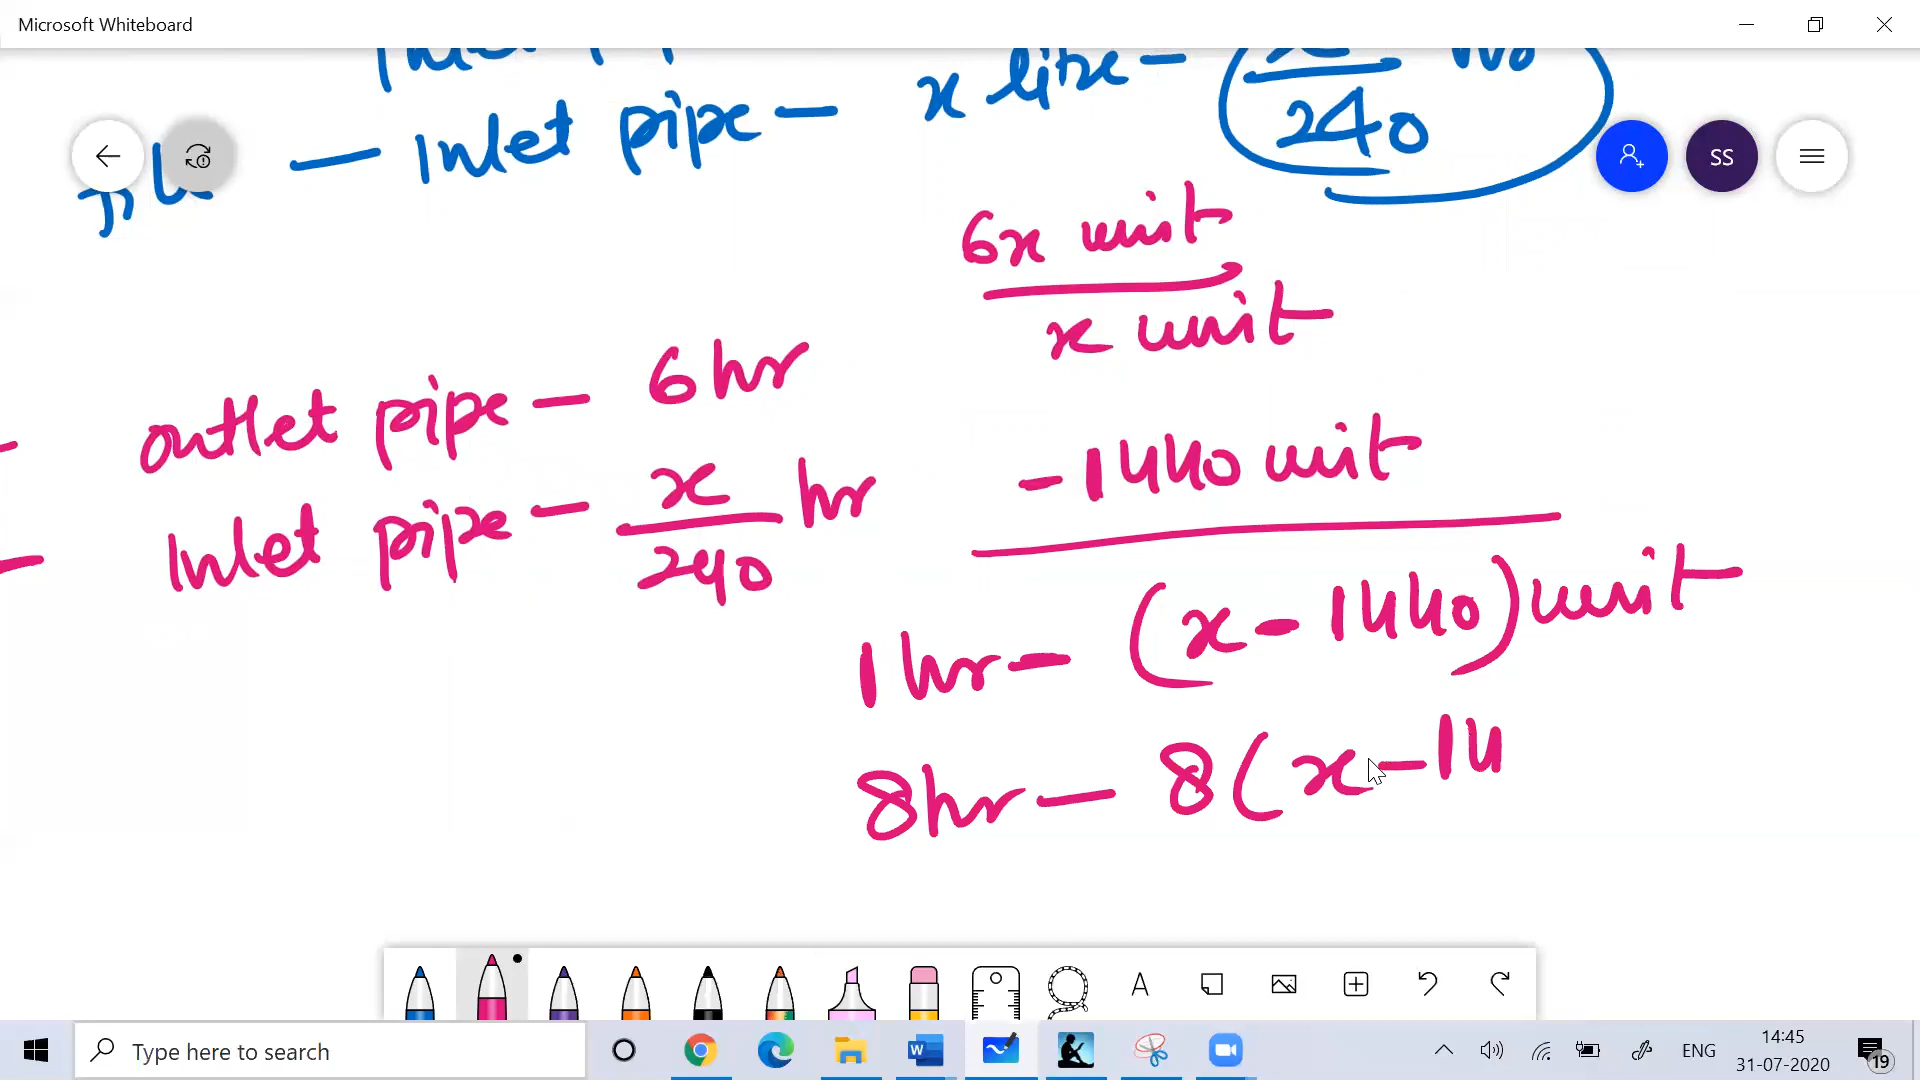 Microsoft Whiteboard
x litre -
240
- Inlet pipe -
SS
6x unit
x unit
outlet pipe - 6 hr
Inlet pipe - x/240 hr
- 1440 unit
1 hr - (x - 1440) unit
8 hr - 8(x - 14
A
Type here to search
ENG
14:45
31-07-2020
19